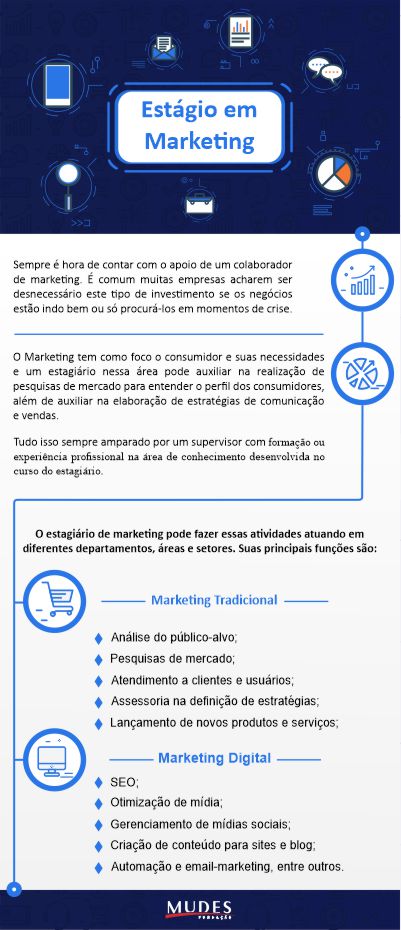 Estágio em
Marketing
Sempre é hora de contar com o apoio de um colaborador
de marketing. É comum muitas empresas acharem ser
desnecessário este tipo de investimento se os negócios
estão indo bem ou só procurá-los em momentos de crise.
O Marketing tem como foco o consumidor e suas necessidades
e um estagiário nessa área pode auxiliar na realização de
pesquisas de mercado para entender o perfil dos consumidores,
além de auxiliar na elaboração de estratégias de comunicação
e vendas.
Tudo isso sempre amparado por um supervisor com formação ou
experiência profissional na área de conhecimento desenvolvida no
curso do estagiário.
O estagiário de marketing pode fazer essas atividades atuando em
diferentes departamentos, áreas e setores. Suas principais funções são:
Marketing Tradicional
Análise do público-alvo;
Pesquisas de mercado;
Atendimento a clientes e usuários;
Assessoria na definição de estratégias;
Lançamento de novos produtos e serviços;
Marketing Digital
SEO;
Otimização de mídia;
Gerenciamento de mídias sociais;
Criação de conteúdo para sites e blog;
Automação e email-marketing, entre outros.
MUDES
FUNDAÇÃO